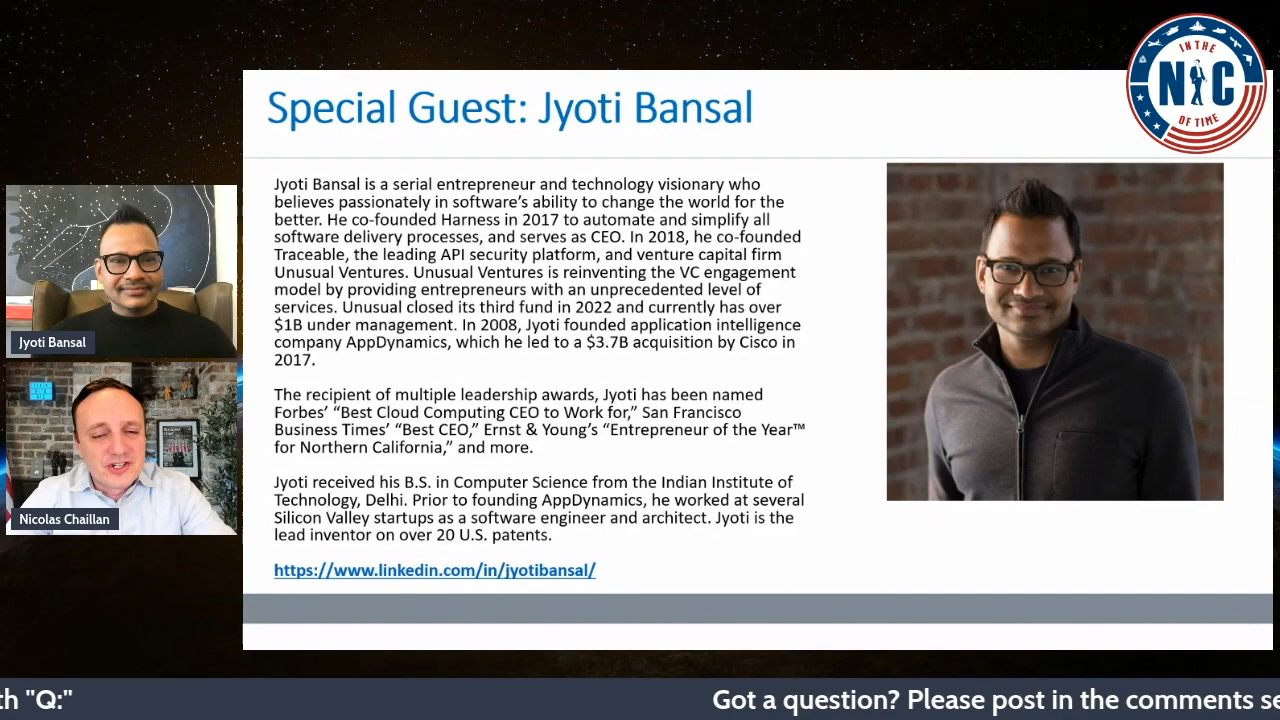 IN THE
NIC
OF TIME
Special Guest: Jyoti Bansal
Jyoti Bansal is a serial entrepreneur and technology visionary who
believes passionately in software's ability to change the world for the
better. He co-founded Harness in 2017 to automate and simplify all
software delivery processes, and serves as CEO. In 2018, he co-founded
Traceable, the leading API security platform, and venture capital firm
Unusual Ventures. Unusual Ventures is reinventing the VC engagement
model by providing entrepreneurs with an unprecedented level of
services. Unusual closed its third fund in 2022 and currently has over
$1B under management. In 2008, Jyoti founded application intelligence
company AppDynamics, which he led to a $3.7B acquisition by Cisco in
2017.
The recipient of multiple leadership awards, Jyoti has been named
Forbes' “Best Cloud Computing CEO to Work for,” San Francisco
Business Times' “Best CEO,” Ernst & Young's “Entrepreneur of the Year™
for Northern California,” and more.
Jyoti received his B.S. in Computer Science from the Indian Institute of
Technology, Delhi. Prior to founding AppDynamics, he worked at several
Silicon Valley startups as a software engineer and architect. Jyoti is the
lead inventor on over 20 U.S. patents.
https://www.linkedin.com/in/jyotibansal/
Jyoti Bansal
Nicolas Chaillan
th "Q:"
Got a question? Please post in the comments se